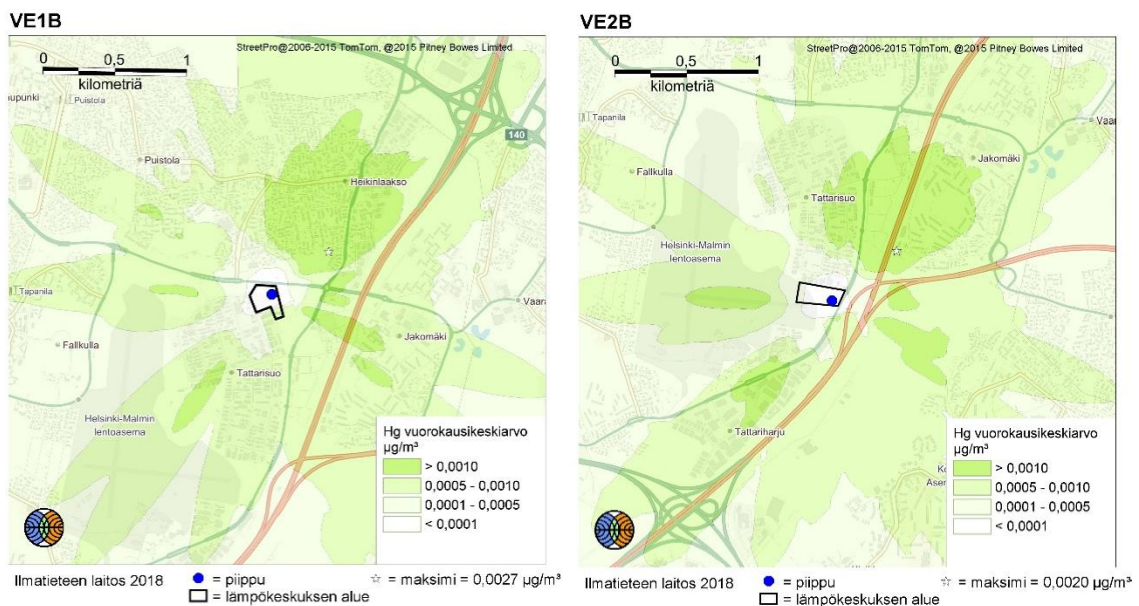 VE1B
StreetPro@2006-2015 TomTom, @2015 Pitney Bowes Limited
0 0,5 1
kilometriä
aupunki
Puistola
Puistola
140
Heikinlaakso
Tapanila
Vaara
Fallkulla
Jakomäki
Tattarisuo
Helsinki-Malmin
lentoasema
Hg vuorokausikeskiarvo
µg/m³
> 0,0010
0,0005 - 0,0010
0,0001 - 0,0005
< 0,0001
Ilmatieteen laitos 2018
= piippu
= maksimi = 0,0027 µg/m³
= lämpökeskuksen alue
VE2B
StreetPro@2006-2015 TomTom, @2015 Pitney Bowes Limited
0 0,5 1
kilometriä
Tapanila
Vaara
Fallkulla
Jakomäki
Tattarisuo
Helsinki-Malmin
lentoasema
Tattariharju
Hg vuorokausikeskiarvo
µg/m³
> 0,0010
0,0005 - 0,0010
0,0001 - 0,0005
< 0,0001
Ilmatieteen laitos 2018
= piippu
= maksimi = 0,0020 µg/m³
= lämpökeskuksen alue